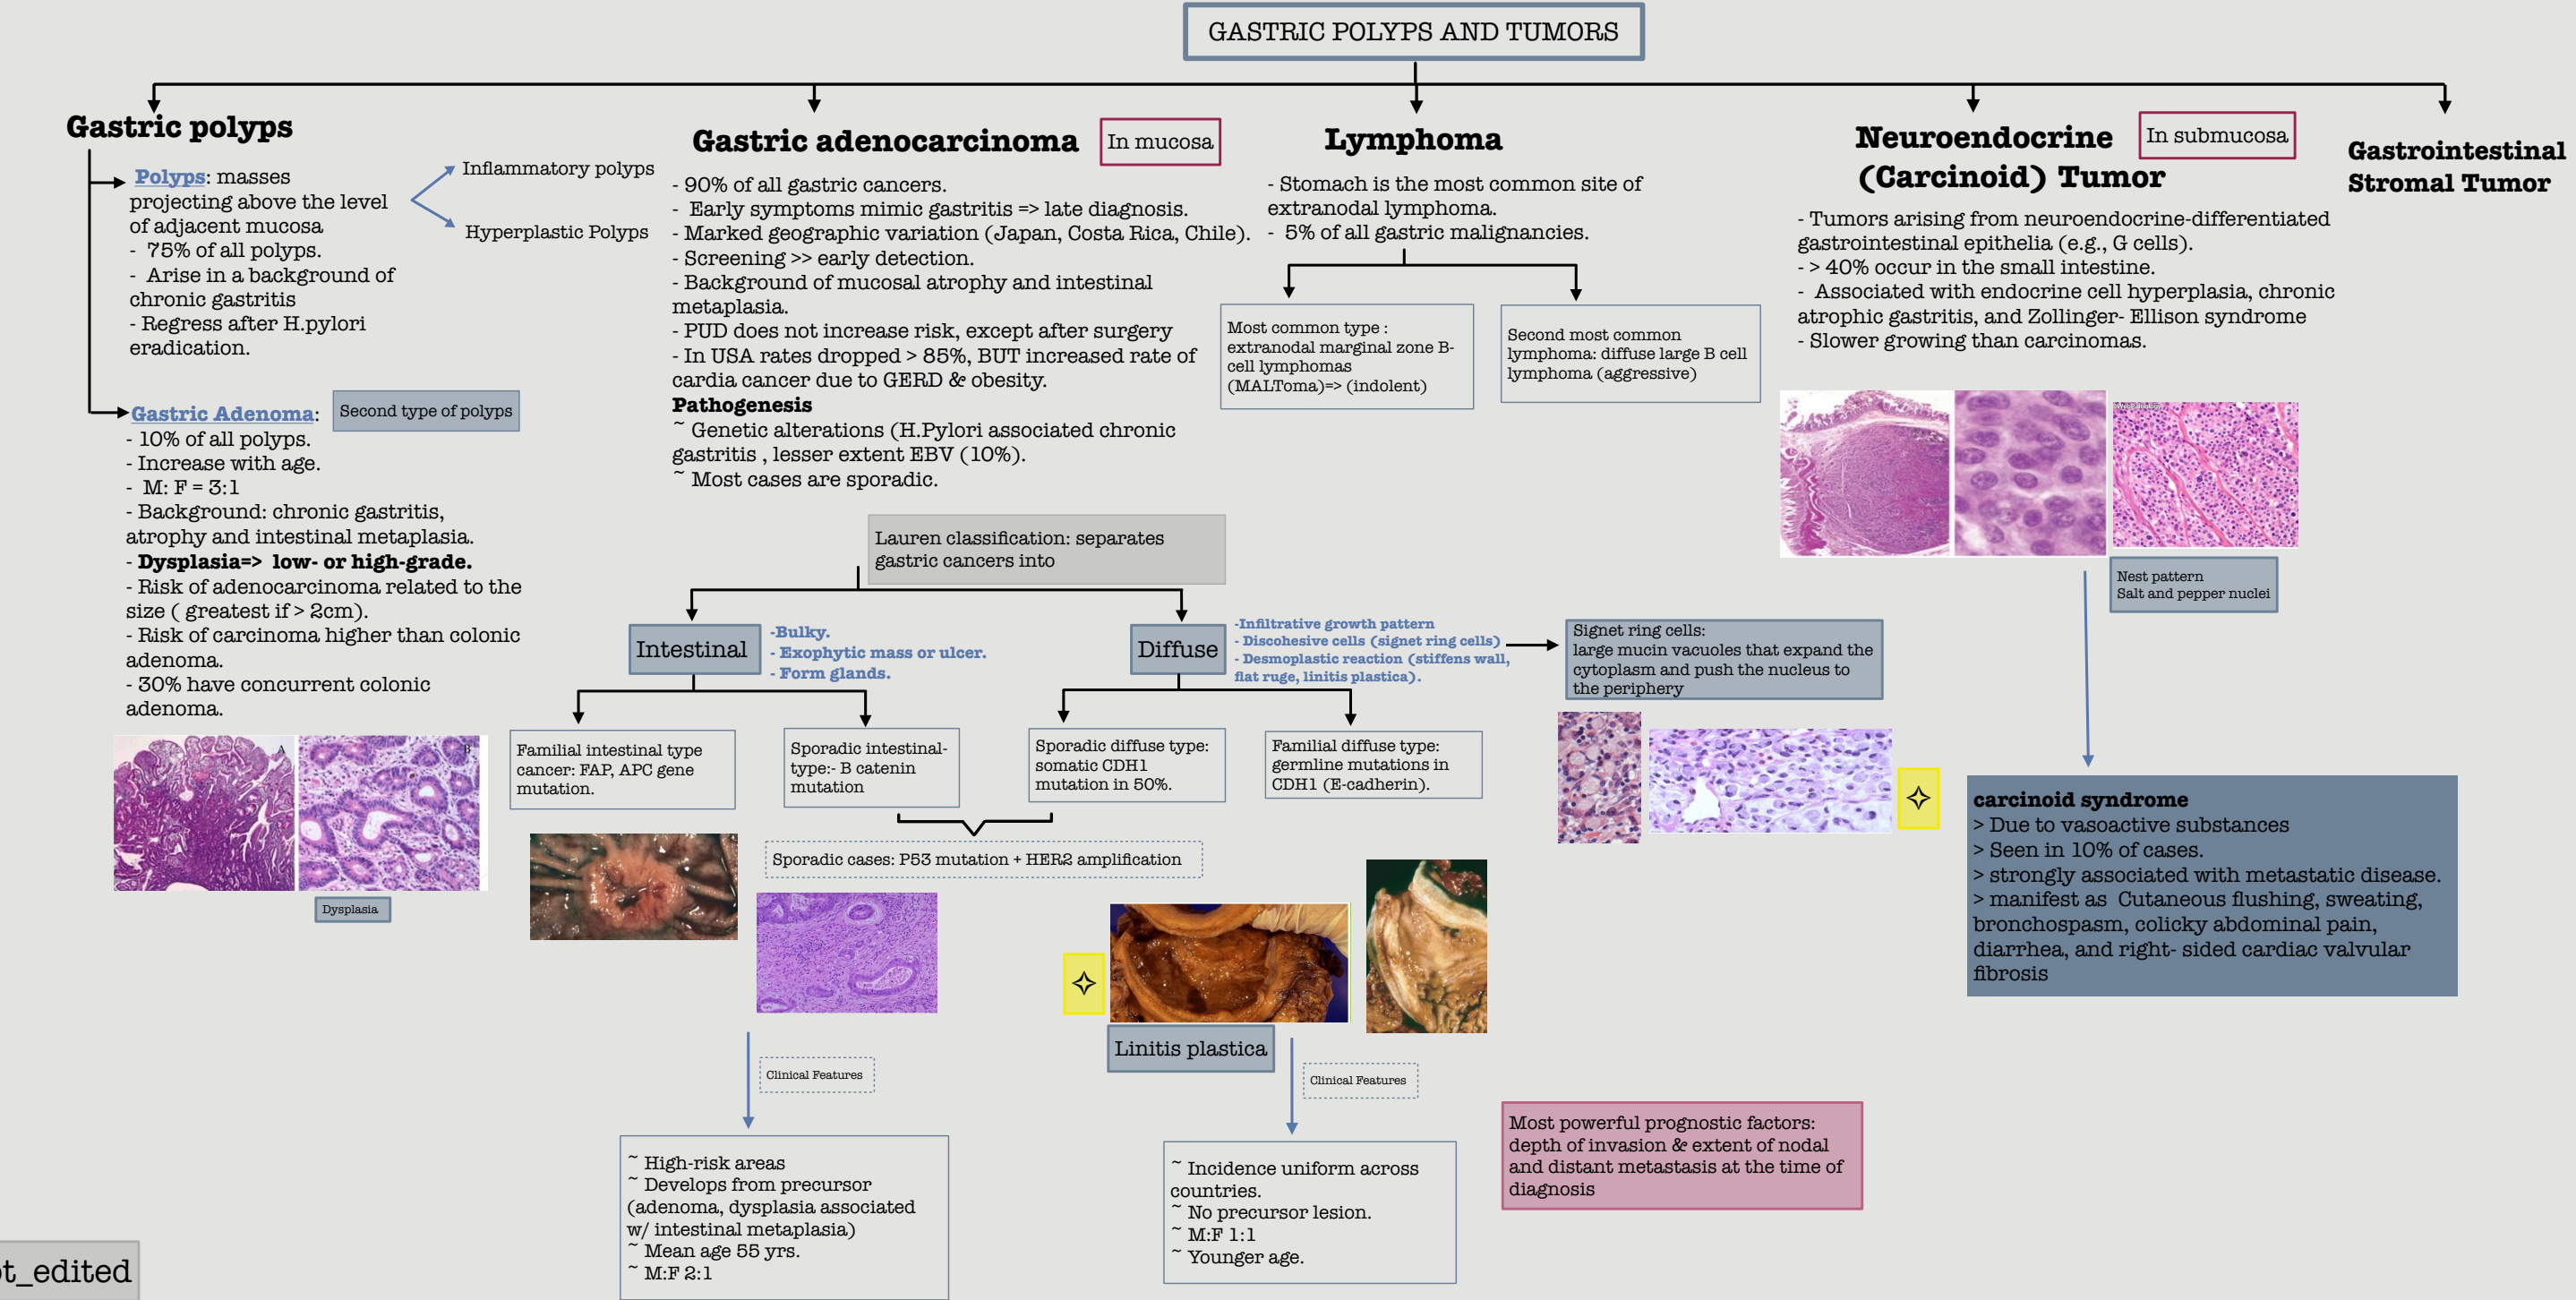 GASTRIC POLYPS AND TUMORS
Gastric polyps
Polyps: masses
projecting above the level
of adjacent mucosa
- 75% of all polyps.
- Arise in a background of
chronic gastritis
- Regress after H.pylori
eradication.
Inflammatory polyps
Hyperplastic Polyps
Gastric Adenoma:
Second type of polyps
- 10% of all polyps.
- Increase with age.
- M: F = 3:1
- Background: chronic gastritis,
atrophy and intestinal metaplasia.
- Dysplasia=> low- or high-grade.
- Risk of adenocarcinoma related to the
size ( greatest if > 2cm).
- Risk of carcinoma higher than colonic
adenoma.
- 30% have concurrent colonic
adenoma.
A
B
Dysplasia
Gastric adenocarcinoma
In mucosa
- 90% of all gastric cancers.
- Early symptoms mimic gastritis => late diagnosis.
- Marked geographic variation (Japan, Costa Rica, Chile).
- Screening >> early detection.
- Background of mucosal atrophy and intestinal
metaplasia.
- PUD does not increase risk, except after surgery
- In USA rates dropped > 85%, BUT increased rate of
cardia cancer due to GERD & obesity.
Pathogenesis
~ Genetic alterations (H.Pylori associated chronic
gastritis , lesser extent EBV (10%).
~ Most cases are sporadic.
Lauren classification: separates
gastric cancers into
Intestinal
-Bulky.
- Exophytic mass or ulcer.
- Form glands.
Diffuse
-Infiltrative growth pattern
- Discohesive cells (signet ring cells)
- Desmoplastic reaction (stiffens wall,
flat ruge, linitis plastica).
Signet ring cells:
large mucin vacuoles that expand the
cytoplasm and push the nucleus to
the periphery
Familial intestinal type
cancer: FAP, APC gene
mutation.
Sporadic intestinal-
type:- B catenin
mutation
Sporadic diffuse type:
somatic CDH1
mutation in 50%.
Familial diffuse type:
germline mutations in
CDH1 (E-cadherin).
Sporadic cases: P53 mutation + HER2 amplification
Linitis plastica
Clinical Features
Clinical Features
~ High-risk areas
~ Develops from precursor
(adenoma, dysplasia associated
w/ intestinal metaplasia)
~ Mean age 55 yrs.
~ M:F 2:1
~ Incidence uniform across
countries.
~ No precursor lesion.
~ M:F 1:1
~ Younger age.
Most powerful prognostic factors:
depth of invasion & extent of nodal
and distant metastasis at the time of
diagnosis
Lymphoma
- Stomach is the most common site of
extranodal lymphoma.
- 5% of all gastric malignancies.
Most common type :
extranodal marginal zone B-
cell lymphomas
(MALToma)=> (indolent)
Second most common
lymphoma: diffuse large B cell
lymphoma (aggressive)
Neuroendocrine
(Carcinoid) Tumor
In submucosa
- Tumors arising from neuroendocrine-differentiated
gastrointestinal epithelia (e.g., G cells).
- > 40% occur in the small intestine.
- Associated with endocrine cell hyperplasia, chronic
atrophic gastritis, and Zollinger- Ellison syndrome
- Slower growing than carcinomas.
Nest pattern
Salt and pepper nuclei
carcinoid syndrome
> Due to vasoactive substances
> Seen in 10% of cases.
> strongly associated with metastatic disease.
> manifest as Cutaneous flushing, sweating,
bronchospasm, colicky abdominal pain,
diarrhea, and right- sided cardiac valvular
fibrosis
Gastrointestinal
Stromal Tumor
t_edited